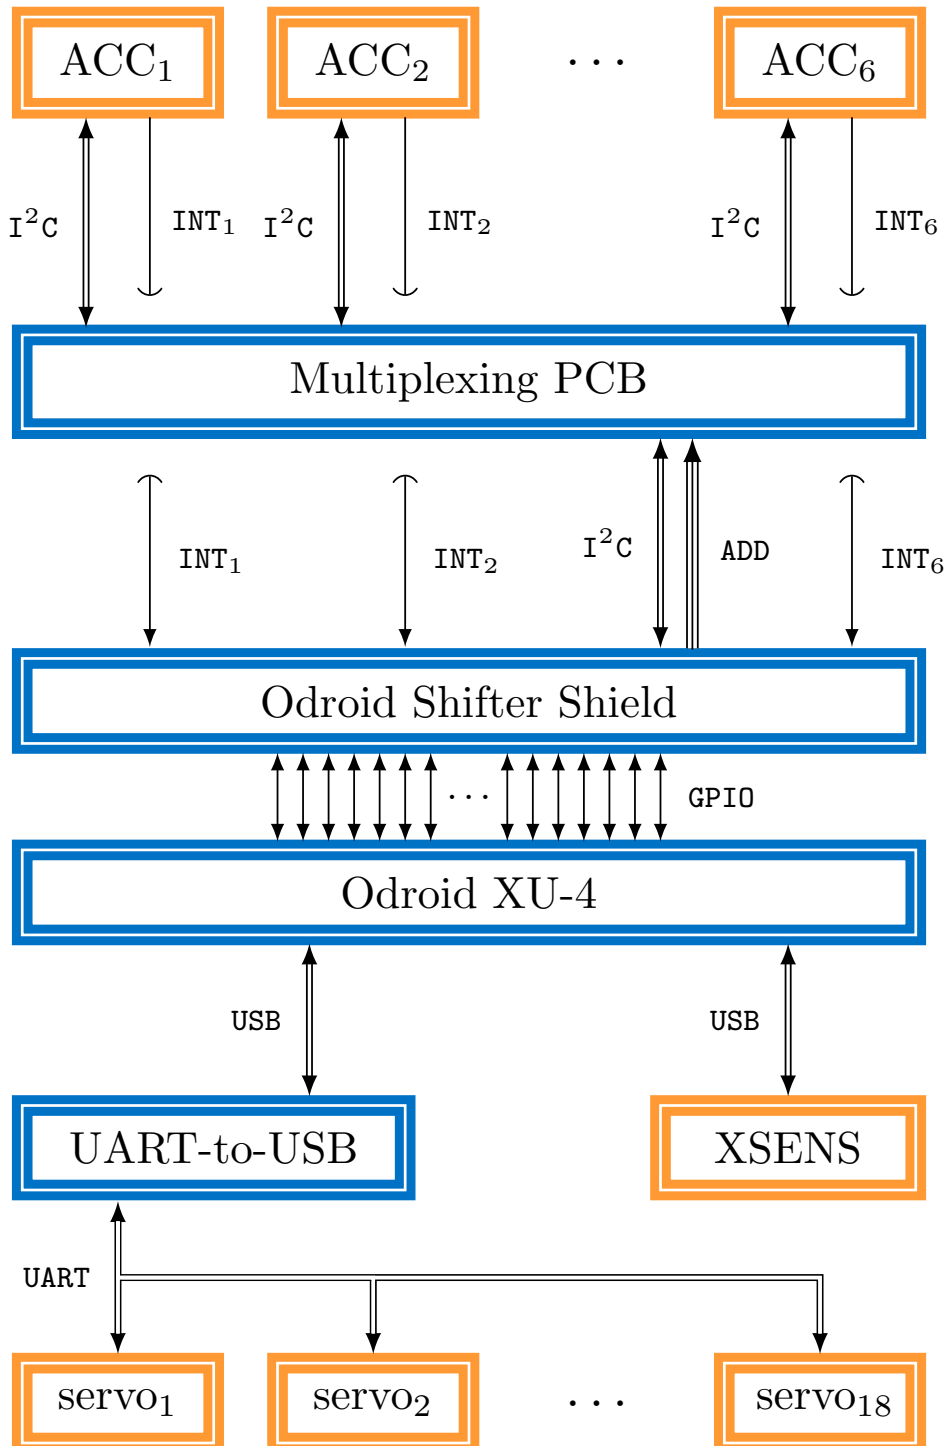 ACC₁ ACC₂ ··· ACC₆
I²C INT₁ I²C INT₂ I²C INT₆
Multiplexing PCB
INT₁ INT₂ I²C ADD INT₆
Odroid Shifter Shield
··· GPIO
Odroid XU-4
USB USB
UART-to-USB XSENS
UART
servo₁ servo₂ ··· servo₁₈